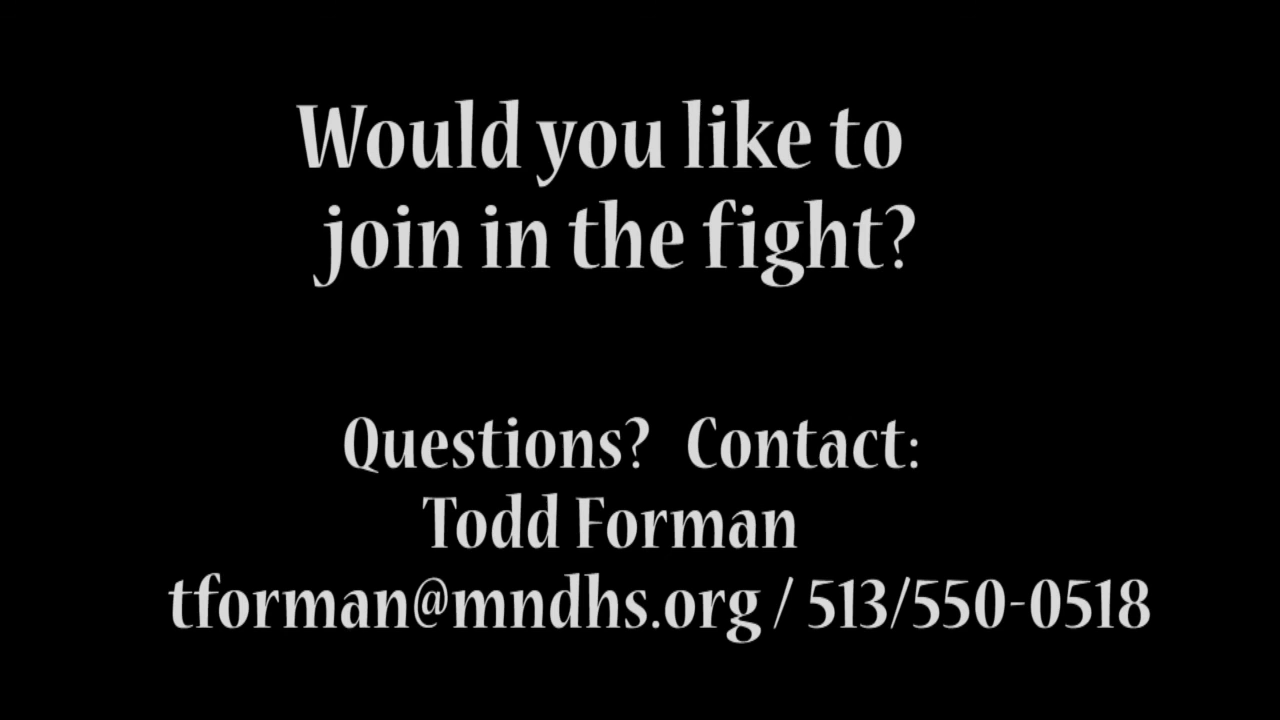 Would you like to
join in the fight?
Questions? Contact:
Todd Forman
tforman@mndhs.org / 513/550-0518